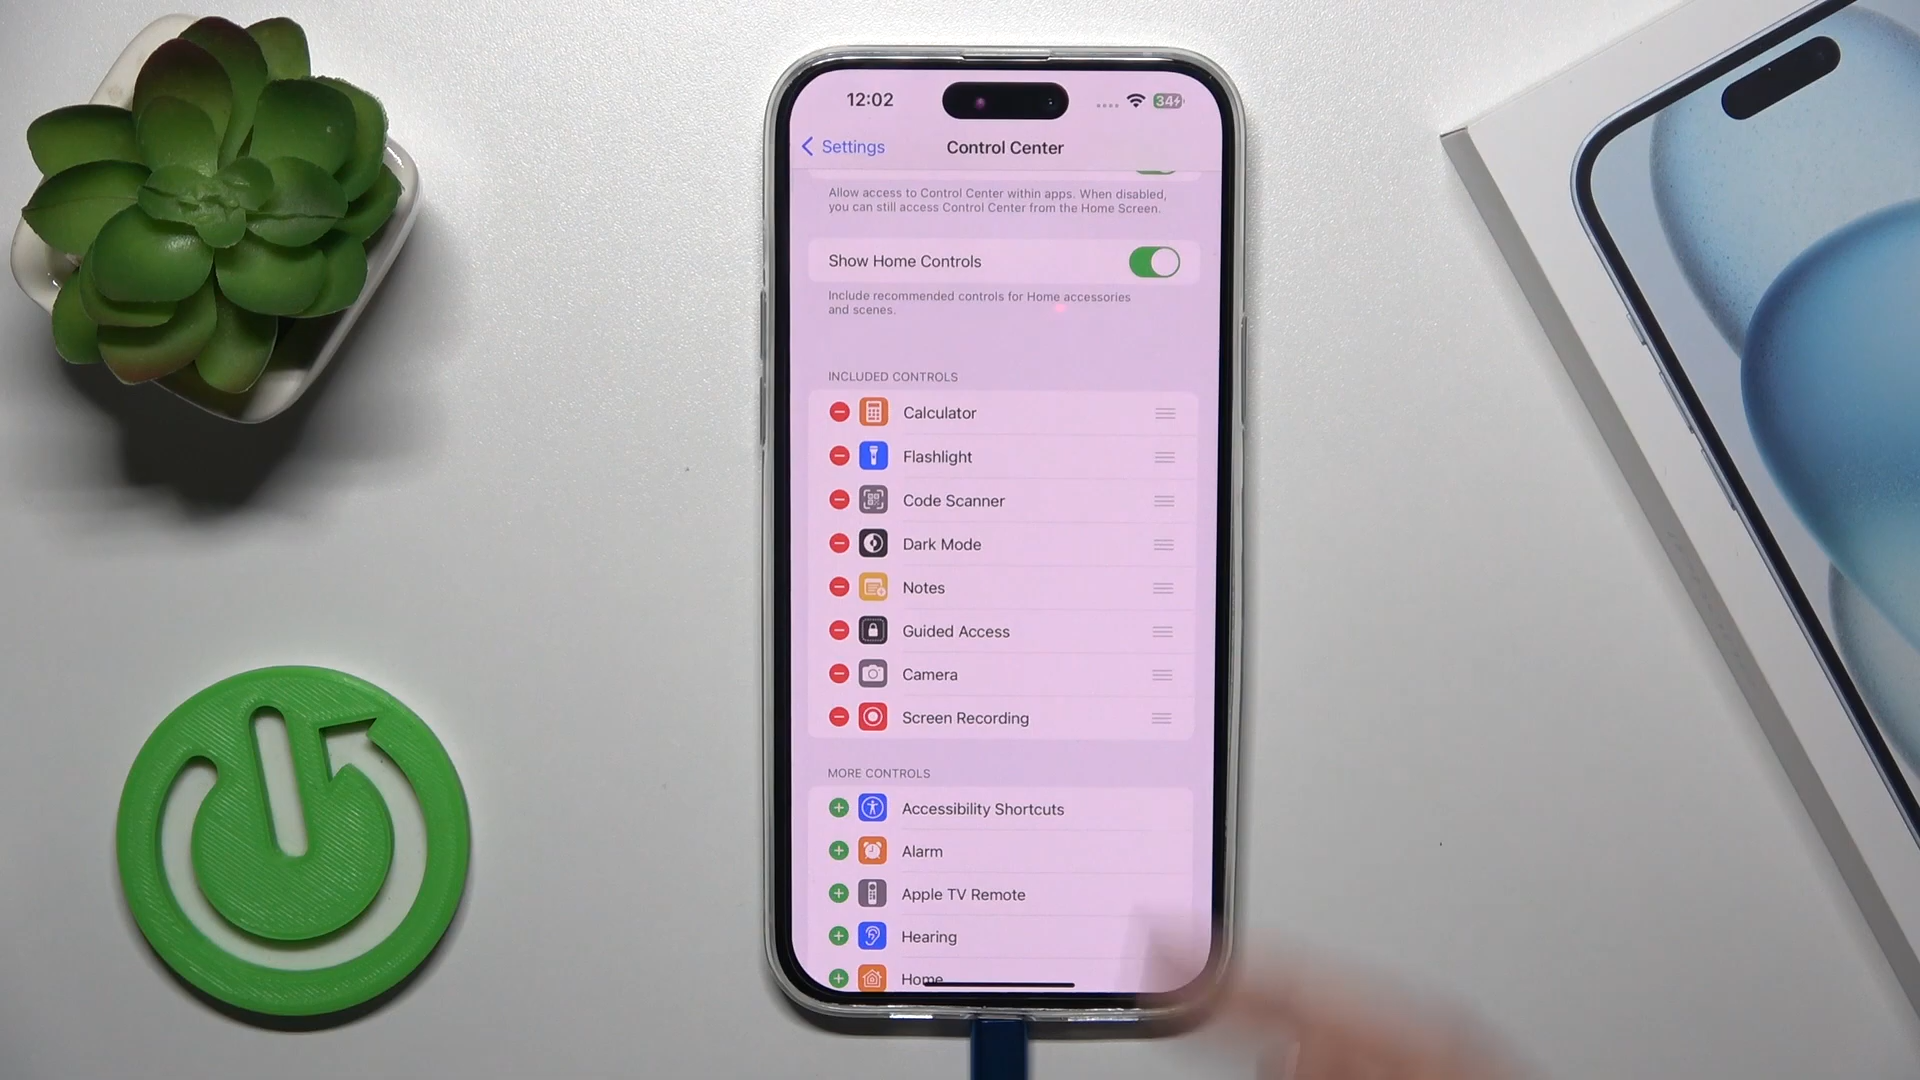 12:02
34
Settings
Control Center
Allow access to Control Center within apps. When disabled,
you can still access Control Center from the Home Screen.
Show Home Controls
Include recommended controls for Home accessories
and scenes.
INCLUDED CONTROLS
Calculator
Flashlight
Code Scanner
Dark Mode
Notes
Guided Access
Camera
Screen Recording
MORE CONTROLS
Accessibility Shortcuts
Alarm
Apple TV Remote
Hearing
Home